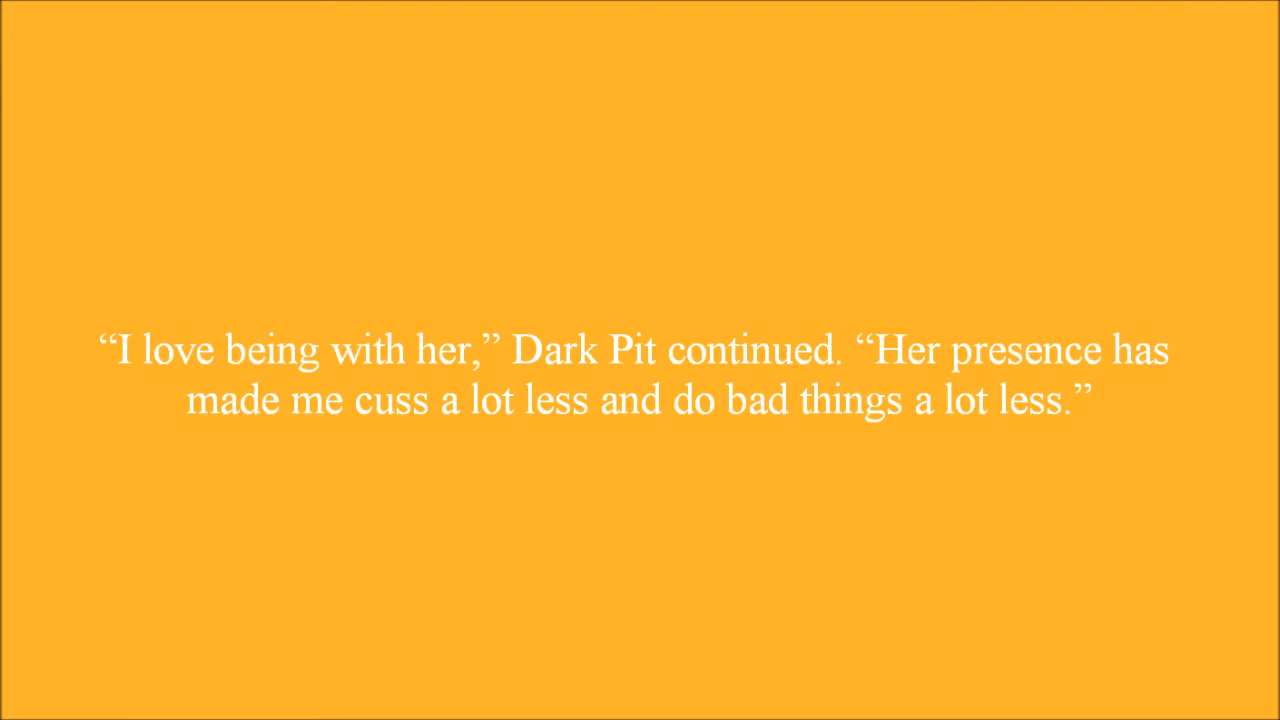 “I love being with her,” Dark Pit continued. “Her presence has
made me cuss a lot less and do bad things a lot less.”